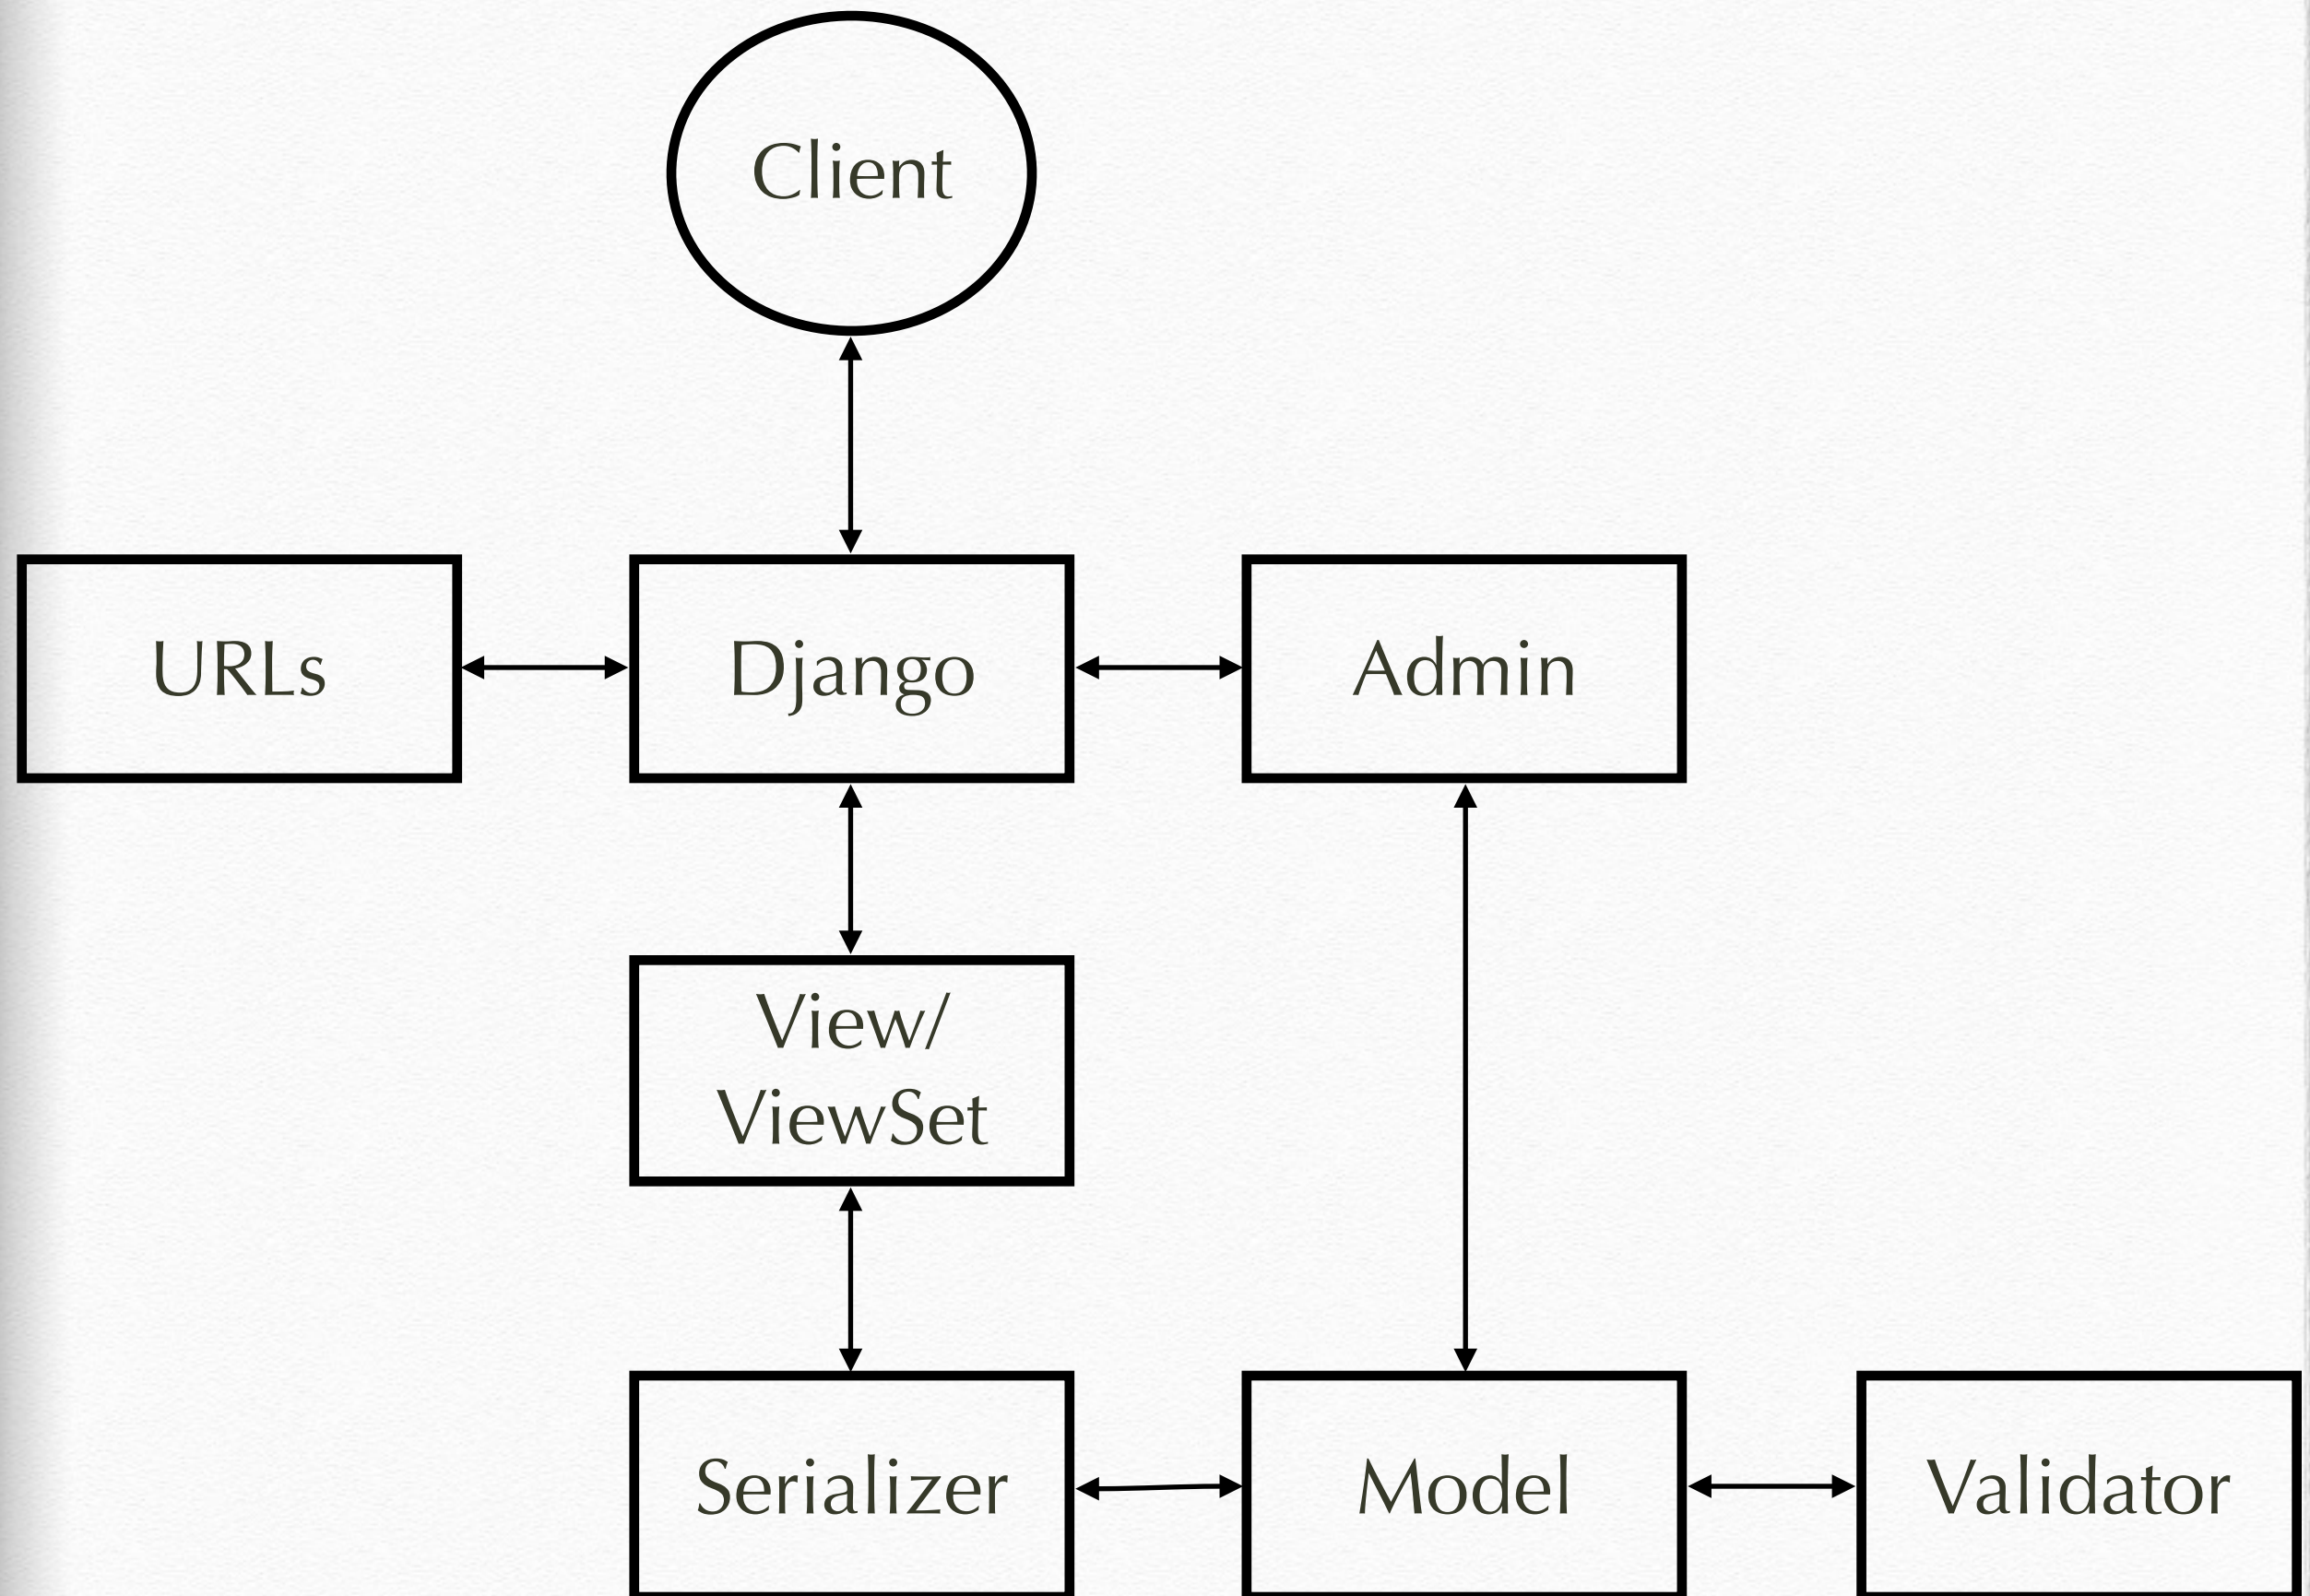 Client
URLs
Django
Admin
View/
ViewSet
Serializer
Model
Validator